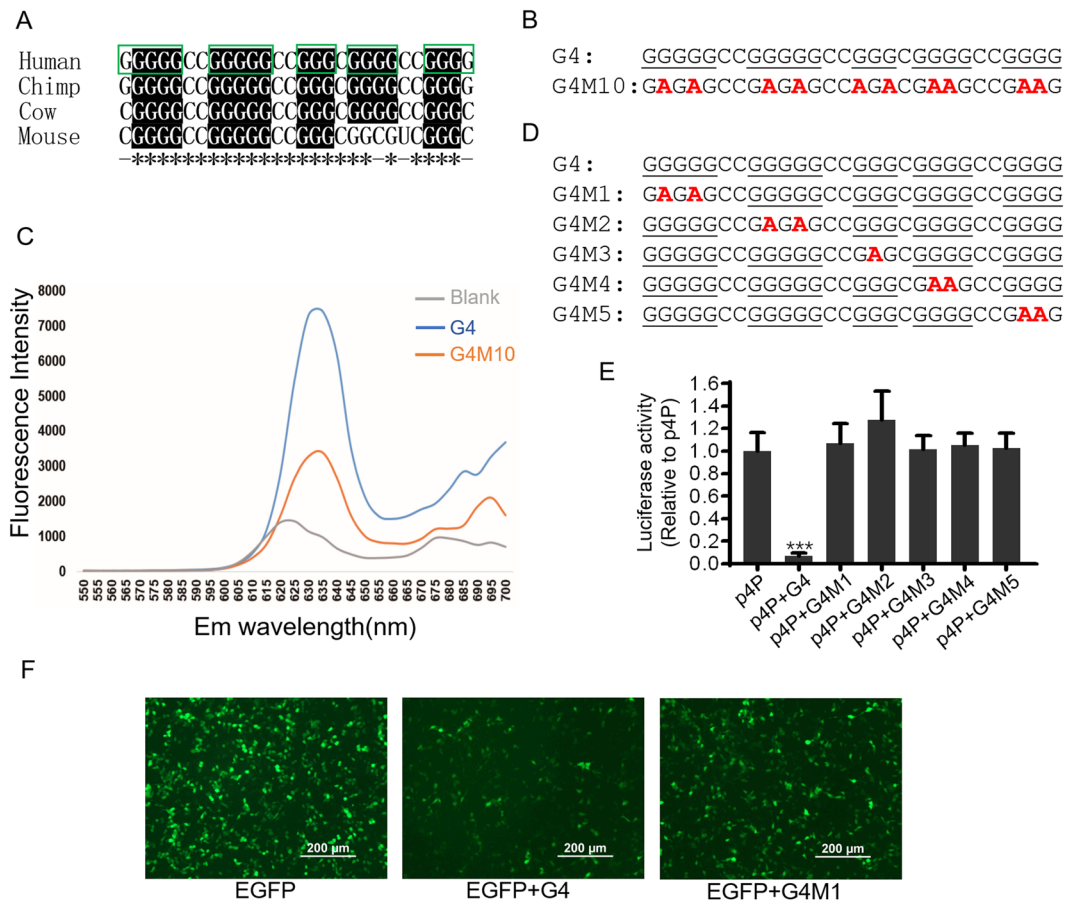 A
Human GGGGGCCGGGGGCCGGGCGGGGCCGGGG
Chimp GGGGGCCGGGGGCCGGGCGGGGCCGGGG
Cow CGGGGCCGGGGGCCGGGCGGGGCCGGGC
Mouse CGGGGCCGGGGGCCGGGCGGCGUCGGGC
-*******************-*-****-
B
G4: GGGGGCCGGGGGCCGGGCGGGGCCGGGG
G4M10: GAGAGCCGAGAGCCAGACGAAGCCGAAG
C
Fluorescence Intensity
8000
7000
6000
5000
4000
3000
2000
1000
0
Blank
G4
G4M10
550 555 560 565 570 575 580 585 590 595 600 605 610 615 620 625 630 635 640 645 650 655 660 665 670 675 680 685 690 695 700
Em wavelength(nm)
D
G4: GGGGGCCGGGGGCCGGGCGGGGCCGGGG
G4M1: GAGAGCCGGGGGCCGGGCGGGGCCGGGG
G4M2: GGGGGCCGAGAGCCGGGCGGGGCCGGGG
G4M3: GGGGGCCGGGGGCCGAGCGGGGCCGGGG
G4M4: GGGGGCCGGGGGCCGGGCGAAGCCGGGG
G4M5: GGGGGCCGGGGGCCGGGCGGGGCCGAAG
E
Luciferase activity
(Relative to p4P)
1.6
1.4
1.2
1.0
0.8
0.6
0.4
0.2
0.0
***
p4P
p4P+G4
p4P+G4M1
p4P+G4M2
p4P+G4M3
p4P+G4M4
p4P+G4M5
F
200 µm
200 µm
200 µm
EGFP
EGFP+G4
EGFP+G4M1